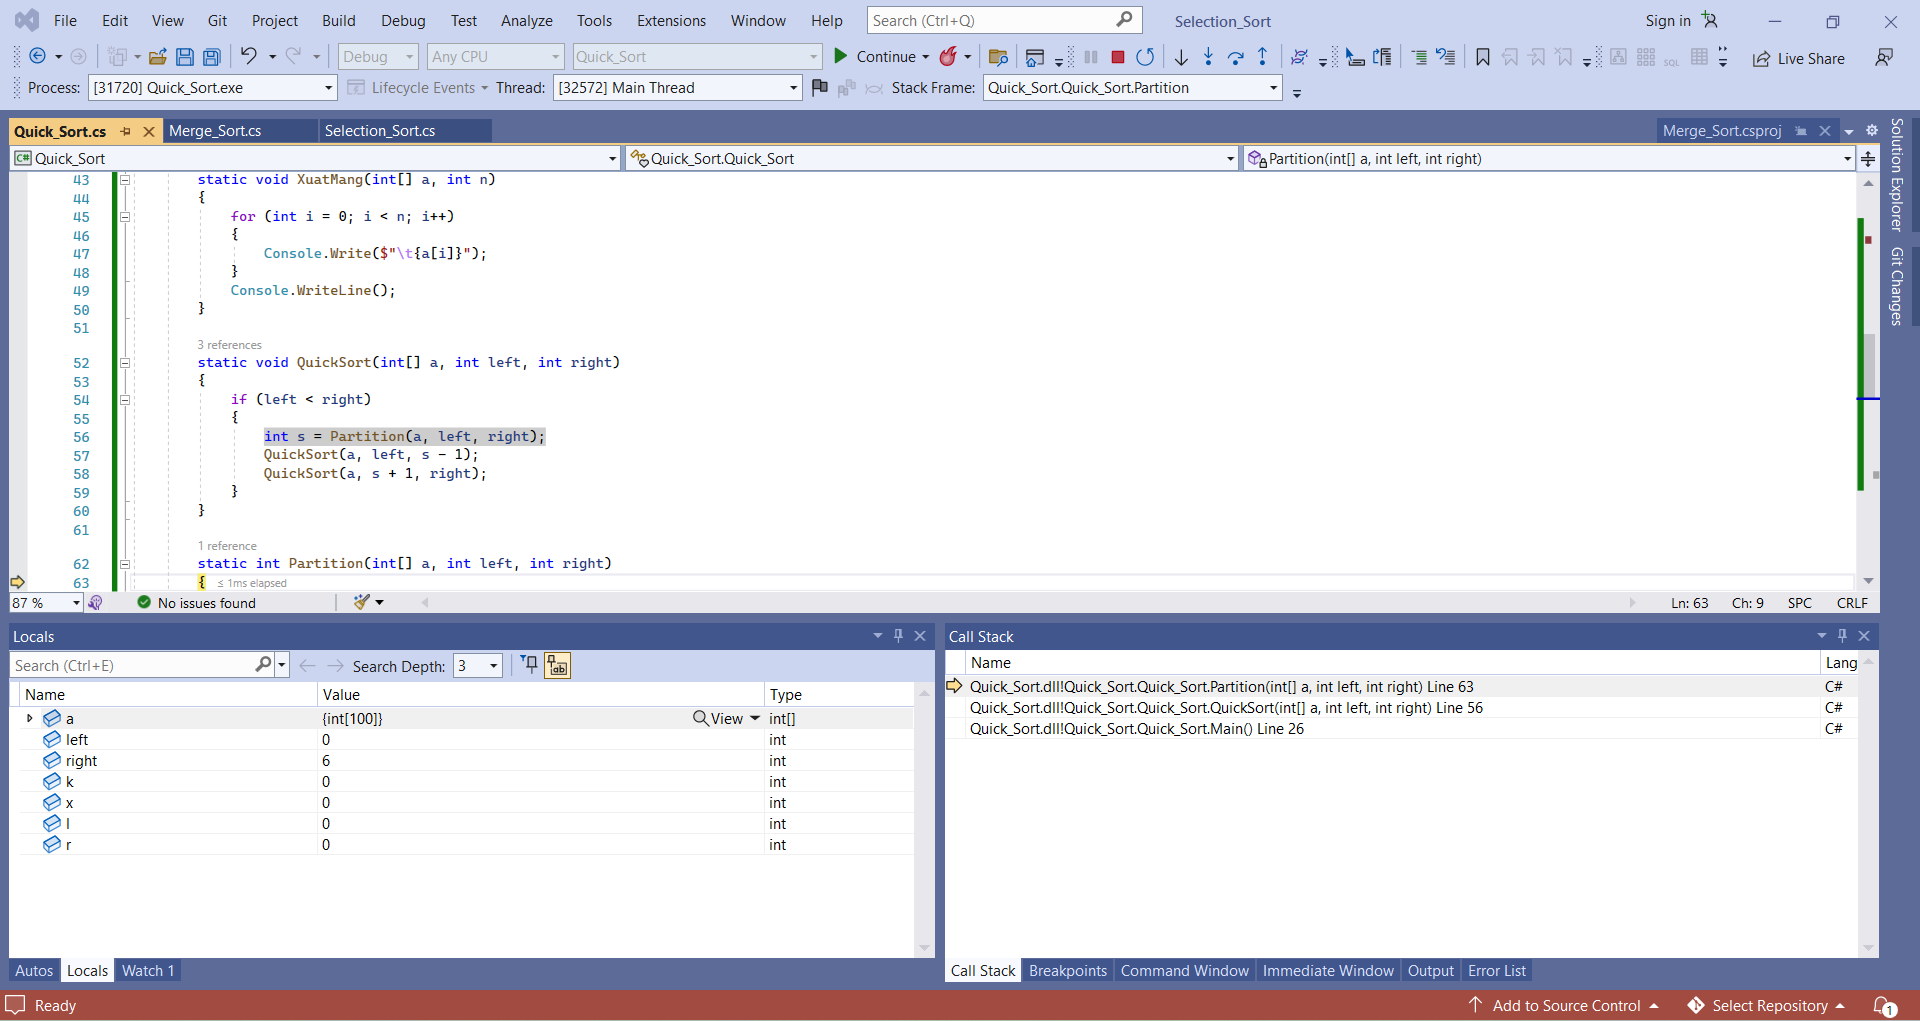 File Edit View Git Project Build Debug Test Analyze Tools Extensions Window Help Search (Ctrl+Q) Selection_Sort Sign in
Debug Any CPU Quick_Sort Continue SQL Live Share
Process: [31720] Quick_Sort.exe Lifecycle Events Thread: [32572] Main Thread Stack Frame: Quick_Sort.Quick_Sort.Partition
Quick_Sort.cs Merge_Sort.cs Selection_Sort.cs Merge_Sort.csproj
C# Quick_Sort Quick_Sort.Quick_Sort Partition(int[] a, int left, int right)
43 static void XuatMang(int[] a, int n)
44 {
45 for (int i = 0; i < n; i++)
46 {
47 Console.Write($"\t{a[i]}");
48 }
49 Console.WriteLine();
50 }
51
3 references
52 static void QuickSort(int[] a, int left, int right)
53 {
54 if (left < right)
55 {
56 int s = Partition(a, left, right);
57 QuickSort(a, left, s - 1);
58 QuickSort(a, s + 1, right);
59 }
60 }
61
1 reference
62 static int Partition(int[] a, int left, int right)
63 { ≤ 1ms elapsed
87 % No issues found Ln: 63 Ch: 9 SPC CRLF
Solution Explorer
Git Changes
Locals
Search (Ctrl+E) Search Depth: 3 ab
Name Value Type
a {int[100]} View int[]
left 0 int
right 6 int
k 0 int
x 0 int
l 0 int
r 0 int
Autos Locals Watch 1
Call Stack
Name Lang
Quick_Sort.dll!Quick_Sort.Quick_Sort.Partition(int[] a, int left, int right) Line 63 C#
Quick_Sort.dll!Quick_Sort.Quick_Sort.QuickSort(int[] a, int left, int right) Line 56 C#
Quick_Sort.dll!Quick_Sort.Quick_Sort.Main() Line 26 C#
Call Stack Breakpoints Command Window Immediate Window Output Error List
Ready Add to Source Control Select Repository 1